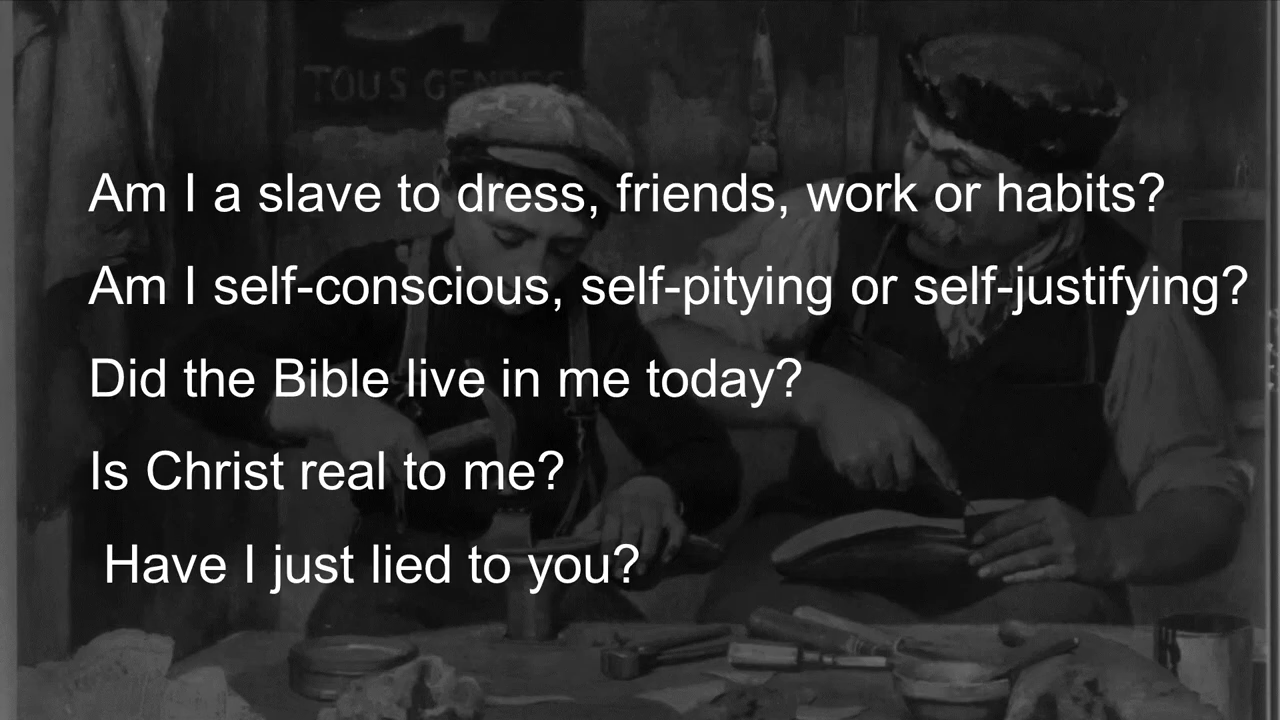 TOUS GENRES
Am I a slave to dress, friends, work or habits?
Am I self-conscious, self-pitying or self-justifying?
Did the Bible live in me today?
Is Christ real to me?
Have I just lied to you?